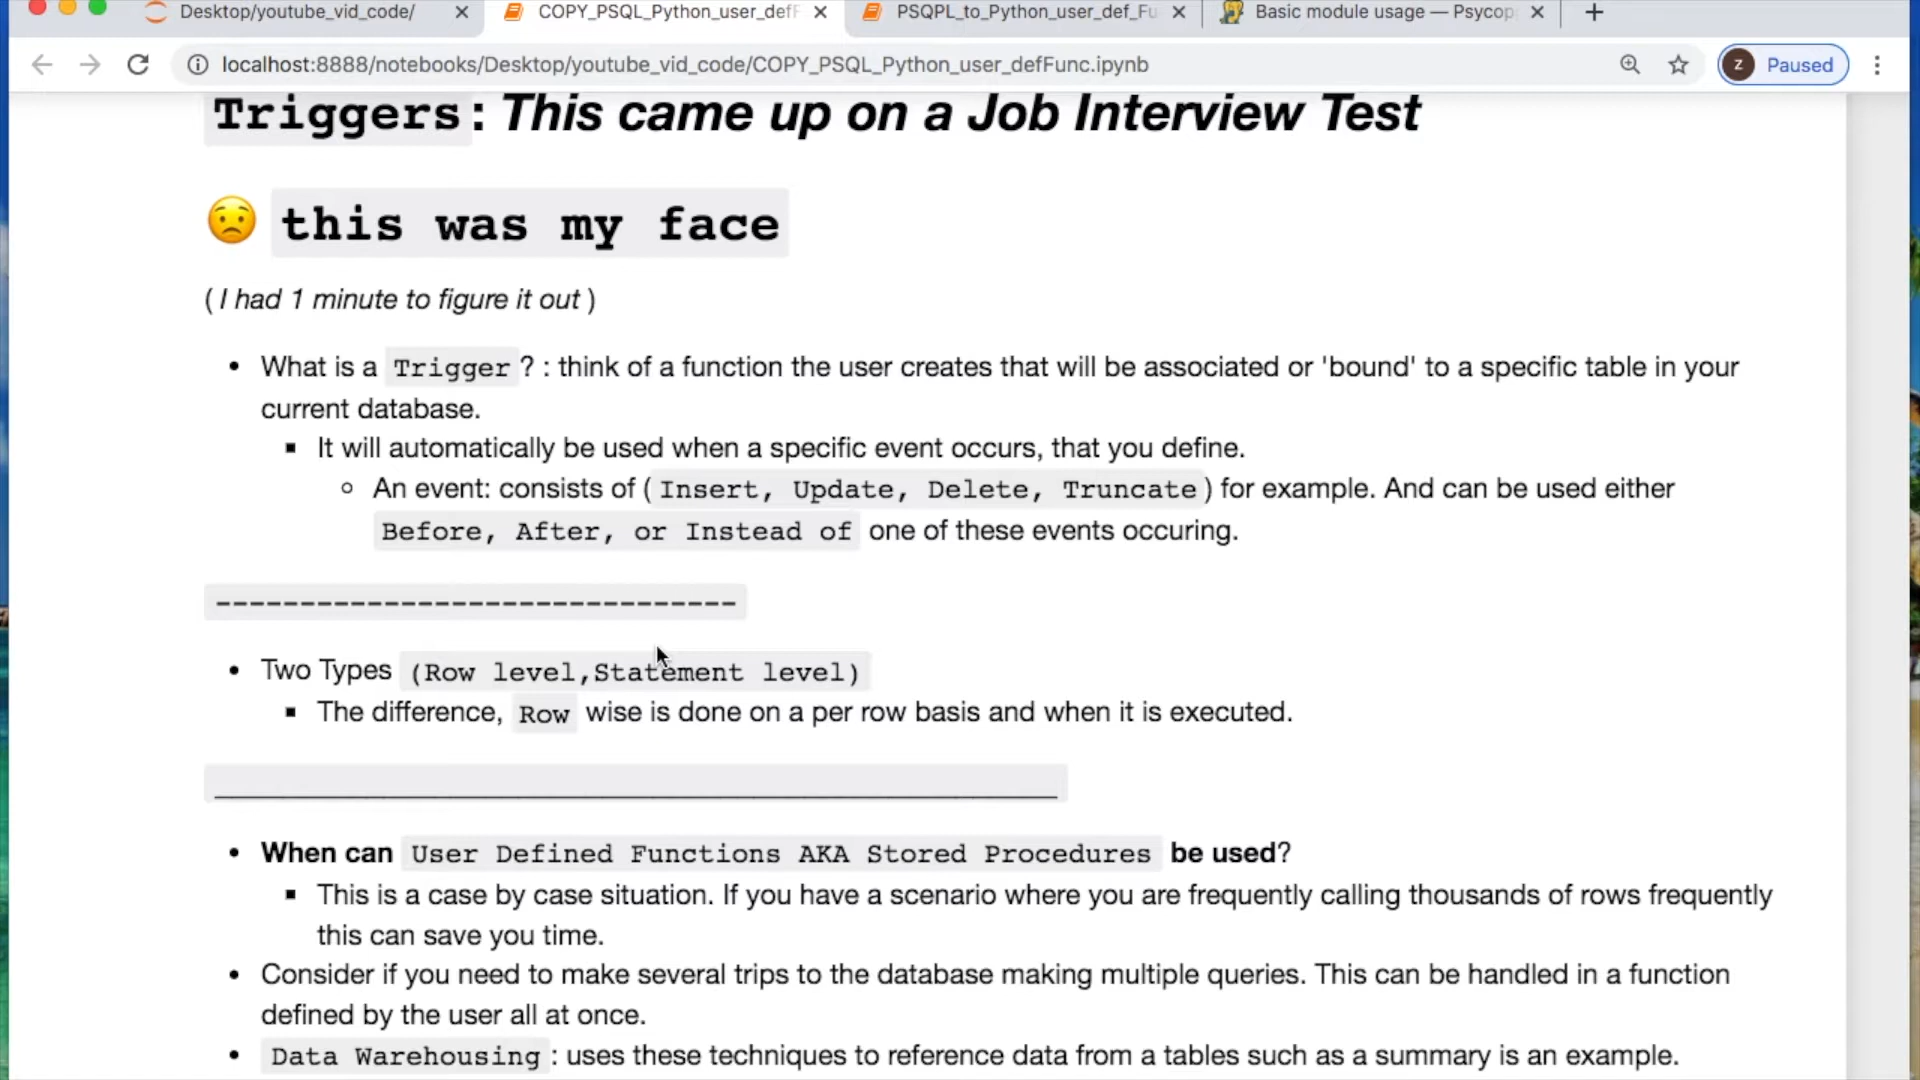 Desktop/youtube_vid_code/
COPY_PSQL_Python_user_defF
PSQPL_to_Python_user_def_Fu
Basic module usage — Psycop
localhost:8888/notebooks/Desktop/youtube_vid_code/COPY_PSQL_Python_user_defFunc.ipynb
z Paused
Triggers: This came up on a Job Interview Test
😟 this was my face
( I had 1 minute to figure it out )
• What is a Trigger ? : think of a function the user creates that will be associated or 'bound' to a specific table in your
current database.
▪ It will automatically be used when a specific event occurs, that you define.
◦ An event: consists of ( Insert, Update, Delete, Truncate ) for example. And can be used either
Before, After, or Instead of one of these events occuring.
-------------------------------
• Two Types (Row level,Statement level)
▪ The difference, Row wise is done on a per row basis and when it is executed.
_____________________________________________
• When can User Defined Functions AKA Stored Procedures be used?
▪ This is a case by case situation. If you have a scenario where you are frequently calling thousands of rows frequently
this can save you time.
• Consider if you need to make several trips to the database making multiple queries. This can be handled in a function
defined by the user all at once.
• Data Warehousing : uses these techniques to reference data from a tables such as a summary is an example.